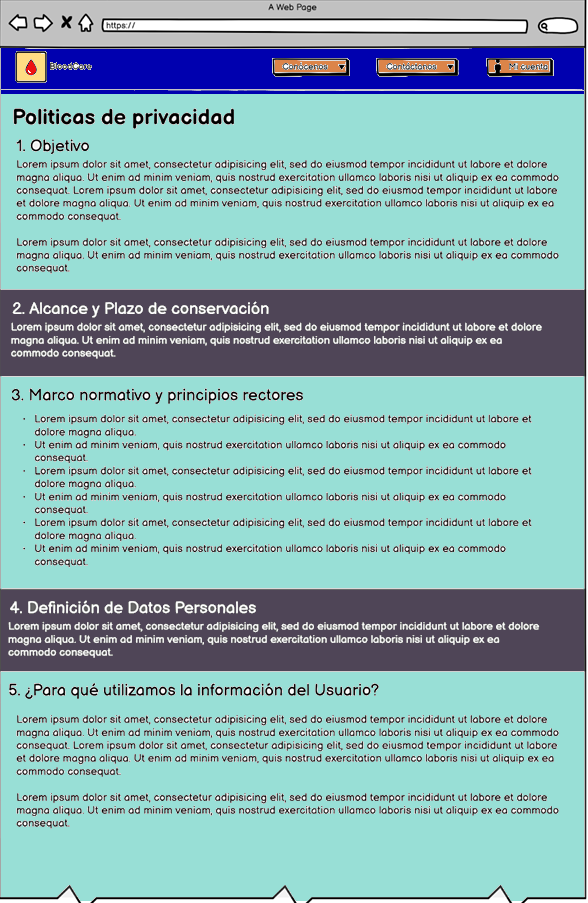 A Web Page
https://
BloodCare
Conócenos
Contáctanos
Mi cuenta
Politicas de privacidad
1. Objetivo
Lorem ipsum dolor sit amet, consectetur adipisicing elit, sed do eiusmod tempor incididunt ut labore et dolore
magna aliqua. Ut enim ad minim veniam, quis nostrud exercitation ullamco laboris nisi ut aliquip ex ea commodo
consequat. Lorem ipsum dolor sit amet, consectetur adipisicing elit, sed do eiusmod tempor incididunt ut labore
et dolore magna aliqua. Ut enim ad minim veniam, quis nostrud exercitation ullamco laboris nisi ut aliquip ex ea
commodo consequat.
Lorem ipsum dolor sit amet, consectetur adipisicing elit, sed do eiusmod tempor incididunt ut labore et dolore
magna aliqua. Ut enim ad minim veniam, quis nostrud exercitation ullamco laboris nisi ut aliquip ex ea commodo
consequat.
2. Alcance y Plazo de conservación
Lorem ipsum dolor sit amet, consectetur adipisicing elit, sed do eiusmod tempor incididunt ut labore et dolore
magna aliqua. Ut enim ad minim veniam, quis nostrud exercitation ullamco laboris nisi ut aliquip ex ea
commodo consequat.
3. Marco normativo y principios rectores
· Lorem ipsum dolor sit amet, consectetur adipisicing elit, sed do eiusmod tempor incididunt ut labore et
dolore magna aliqua.
· Ut enim ad minim veniam, quis nostrud exercitation ullamco laboris nisi ut aliquip ex ea commodo
consequat.
· Lorem ipsum dolor sit amet, consectetur adipisicing elit, sed do eiusmod tempor incididunt ut labore et
dolore magna aliqua.
· Ut enim ad minim veniam, quis nostrud exercitation ullamco laboris nisi ut aliquip ex ea commodo
consequat.
· Lorem ipsum dolor sit amet, consectetur adipisicing elit, sed do eiusmod tempor incididunt ut labore et
dolore magna aliqua.
· Ut enim ad minim veniam, quis nostrud exercitation ullamco laboris nisi ut aliquip ex ea commodo
consequat.
4. Definición de Datos Personales
Lorem ipsum dolor sit amet, consectetur adipisicing elit, sed do eiusmod tempor incididunt ut labore et dolore
magna aliqua. Ut enim ad minim veniam, quis nostrud exercitation ullamco laboris nisi ut aliquip ex ea
commodo consequat.
5. ¿Para qué utilizamos la información del Usuario?
Lorem ipsum dolor sit amet, consectetur adipisicing elit, sed do eiusmod tempor incididunt ut labore et dolore
magna aliqua. Ut enim ad minim veniam, quis nostrud exercitation ullamco laboris nisi ut aliquip ex ea commodo
consequat. Lorem ipsum dolor sit amet, consectetur adipisicing elit, sed do eiusmod tempor incididunt ut labore
et dolore magna aliqua. Ut enim ad minim veniam, quis nostrud exercitation ullamco laboris nisi ut aliquip ex ea
commodo consequat.
Lorem ipsum dolor sit amet, consectetur adipisicing elit, sed do eiusmod tempor incididunt ut labore et dolore
magna aliqua. Ut enim ad minim veniam, quis nostrud exercitation ullamco laboris nisi ut aliquip ex ea commodo
consequat.